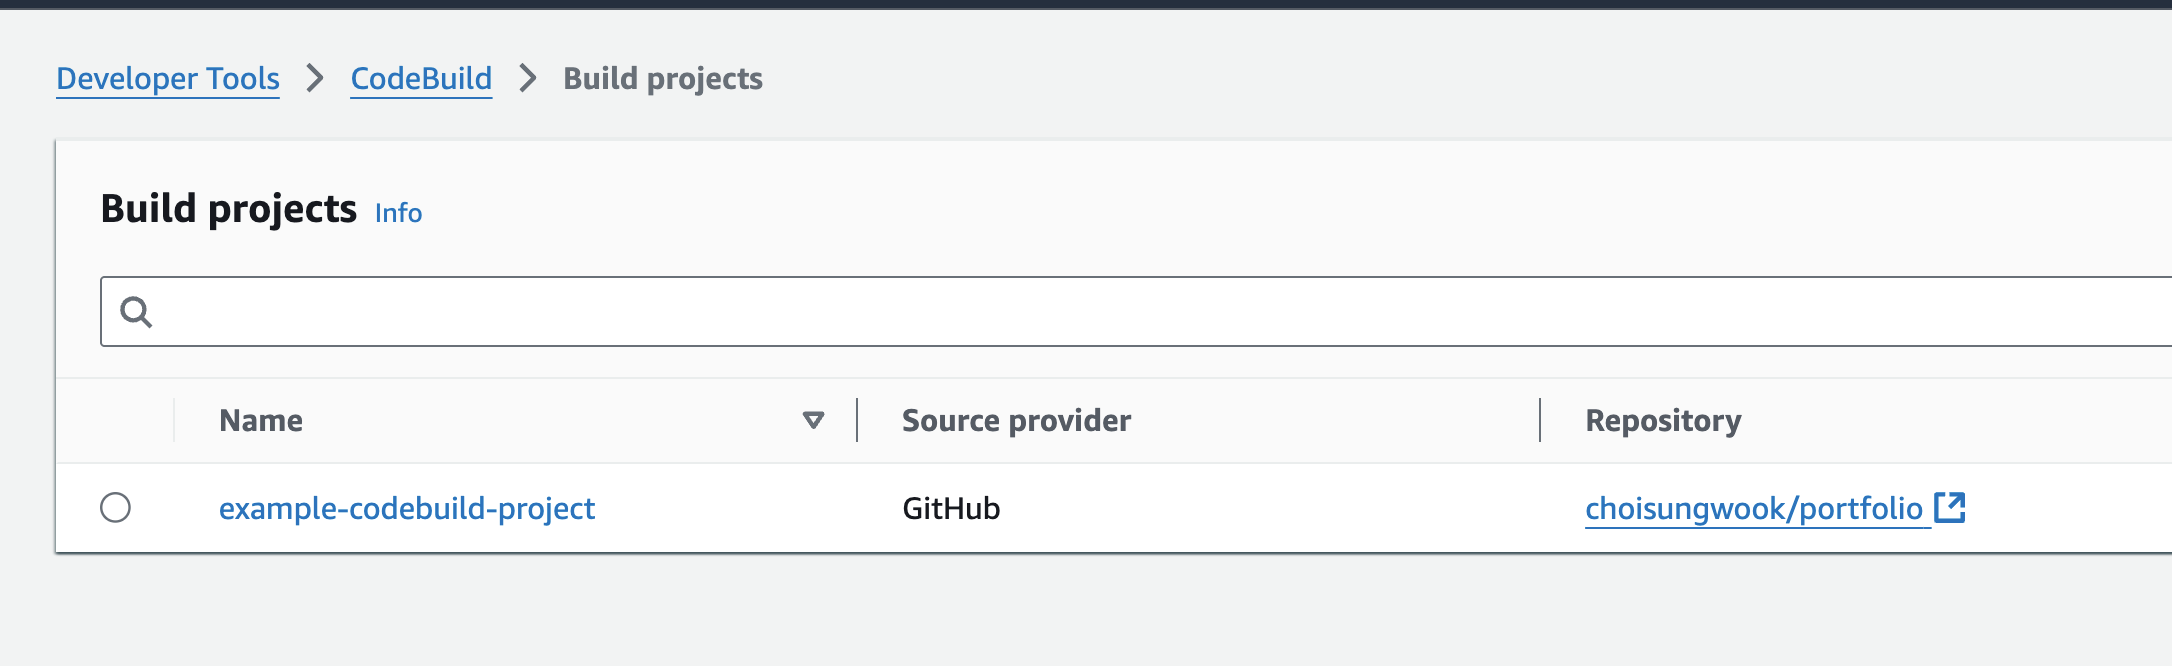 Developer Tools > CodeBuild > Build projects
Build projects Info
Name Source provider Repository
example-codebuild-project GitHub choisungwook/portfolio